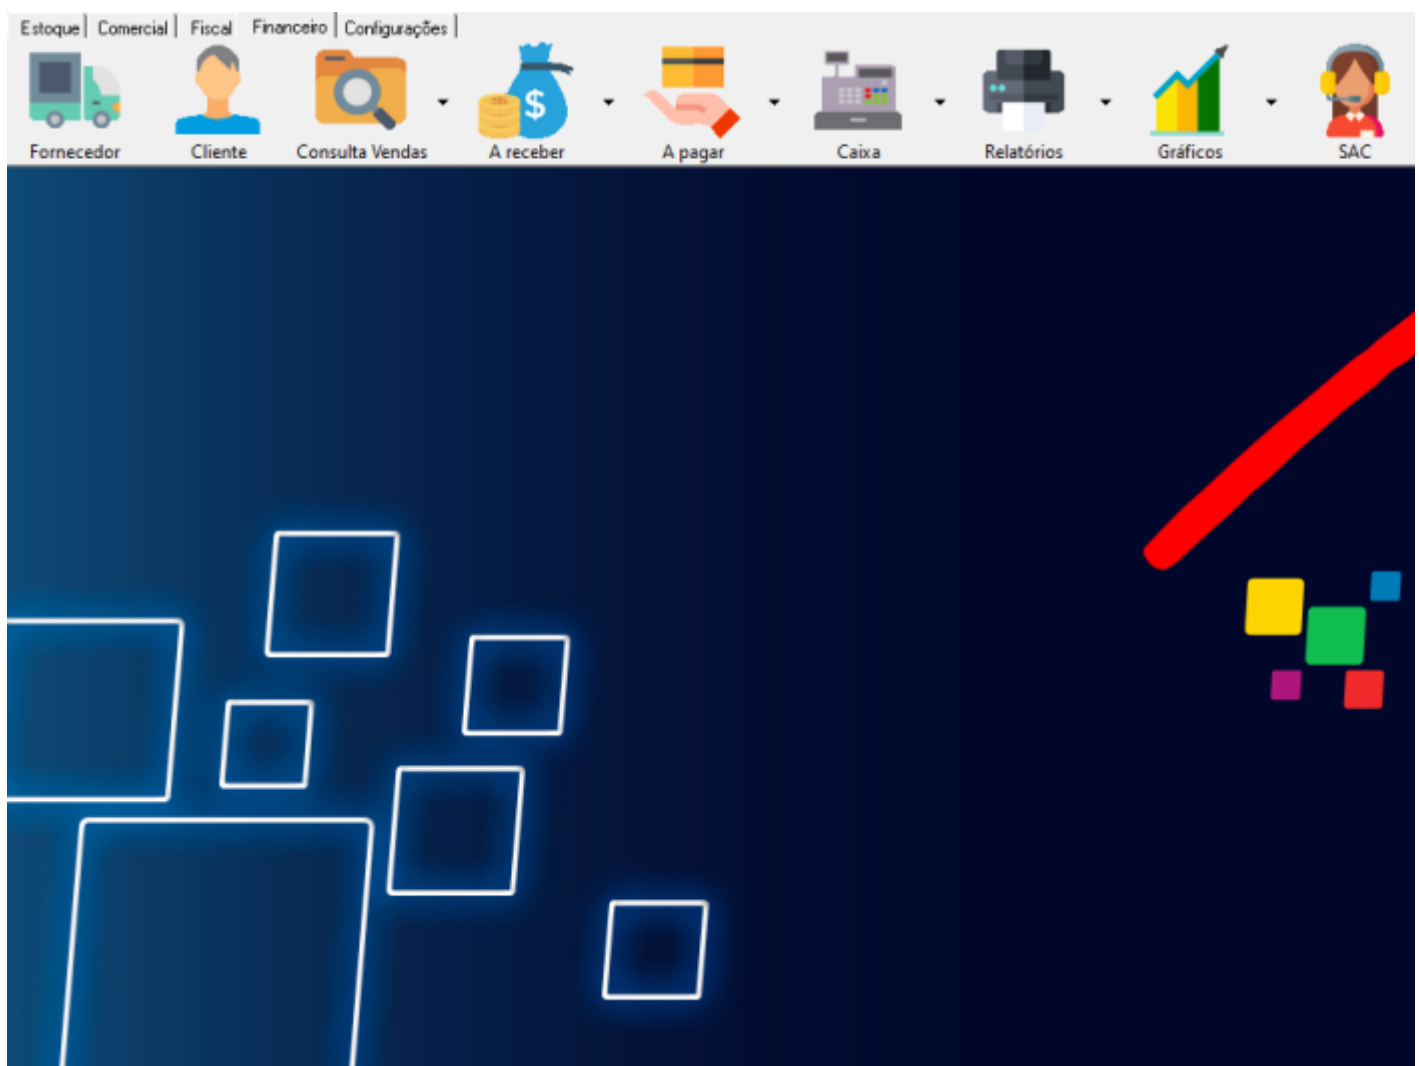 Estoque Comercial Fiscal Financeiro Configurações
Fornecedor Cliente Consulta Vendas A receber A pagar Caixa Relatórios Gráficos SAC